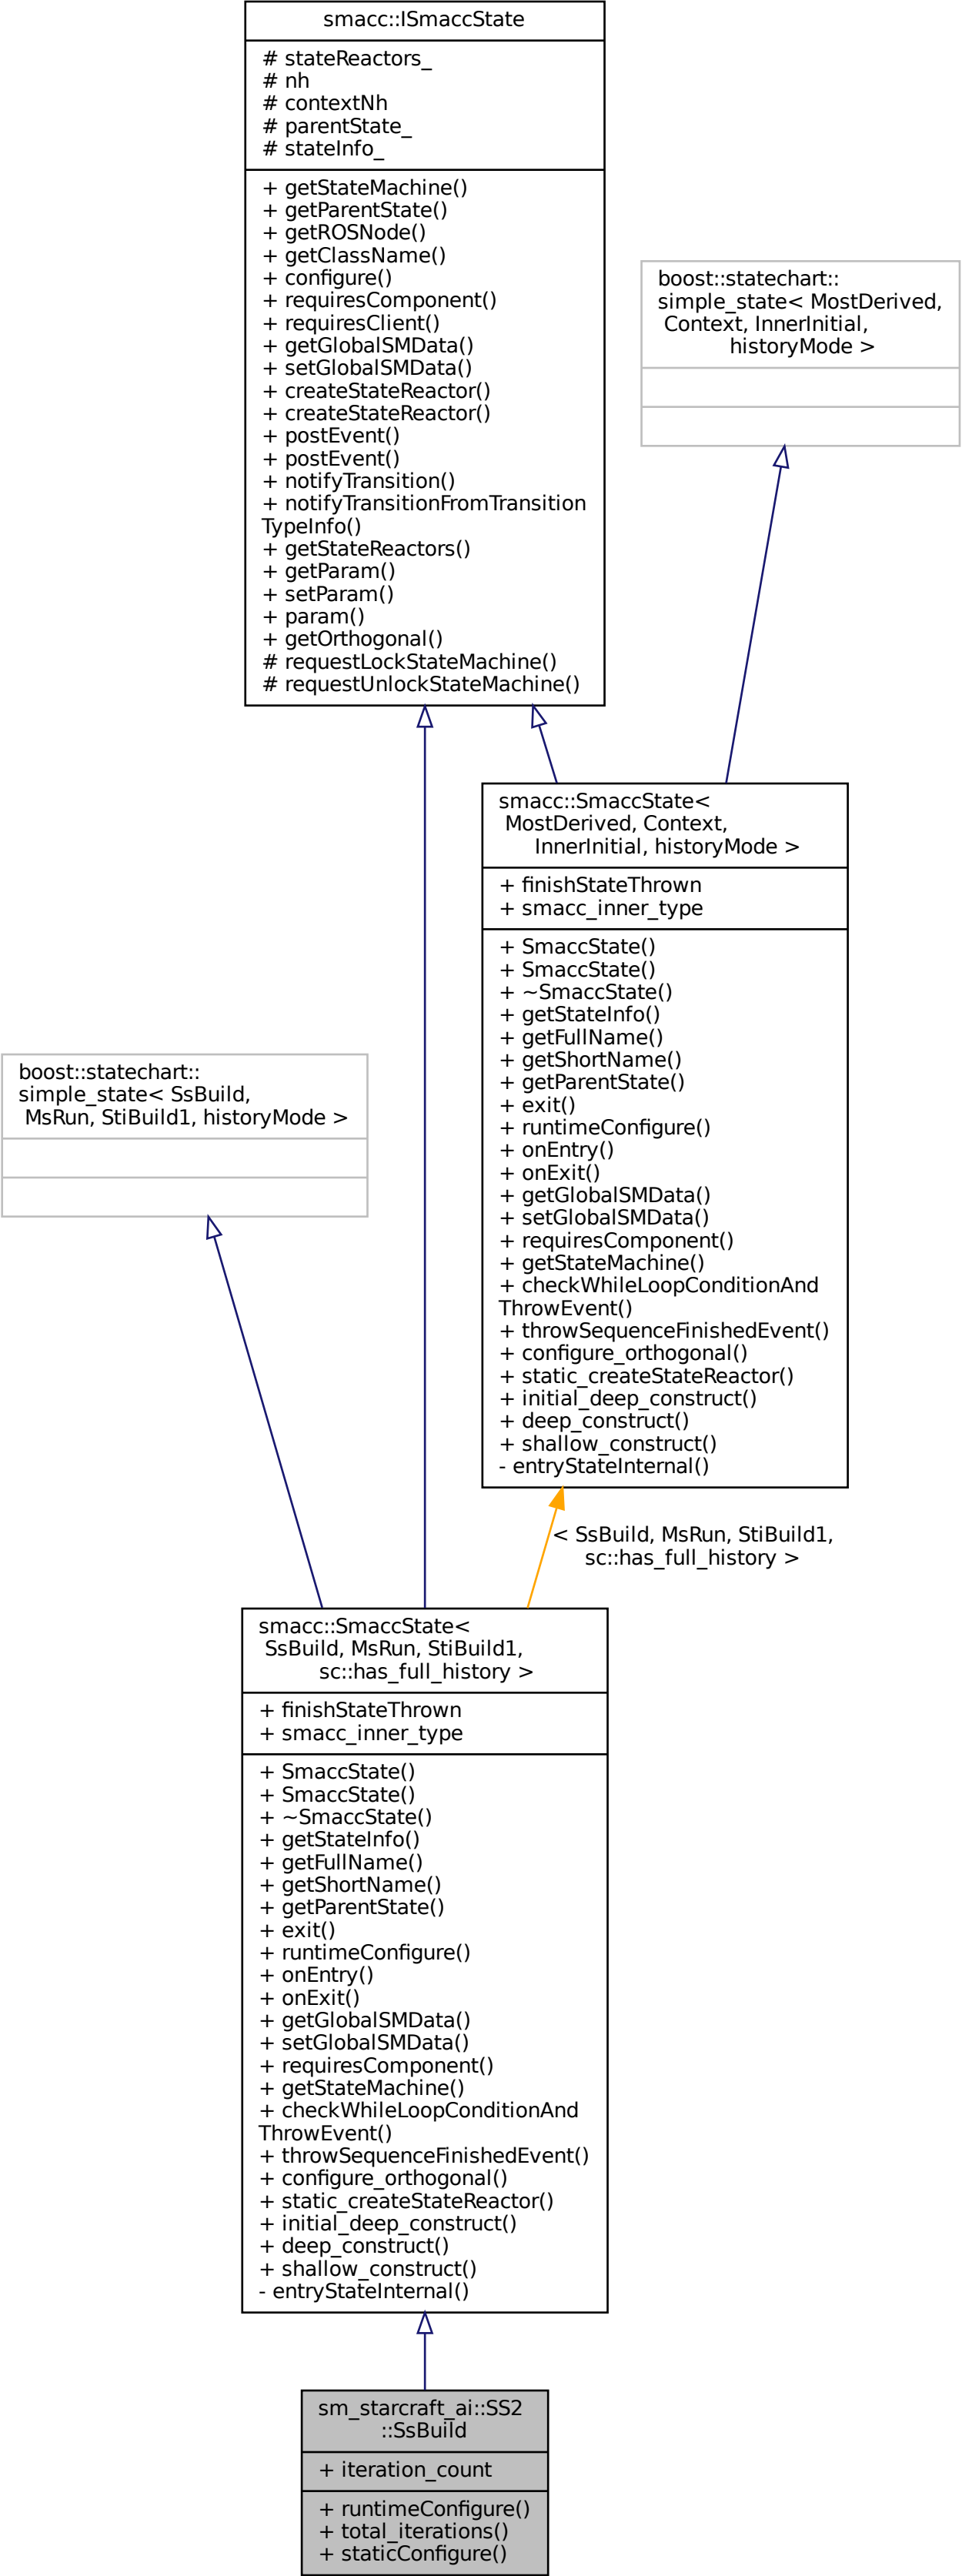 smacc::ISmaccState
# stateReactors_
# nh
# contextNh
# parentState_
# stateInfo_
+ getStateMachine()
+ getParentState()
+ getROSNode()
+ getClassName()
+ configure()
+ requiresComponent()
+ requiresClient()
+ getGlobalSMData()
+ setGlobalSMData()
+ createStateReactor()
+ createStateReactor()
+ postEvent()
+ postEvent()
+ notifyTransition()
+ notifyTransitionFromTransition
TypeInfo()
+ getStateReactors()
+ getParam()
+ setParam()
+ param()
+ getOrthogonal()
# requestLockStateMachine()
# requestUnlockStateMachine()
boost::statechart::
simple_state< MostDerived,
Context, InnerInitial,
historyMode >
smacc::SmaccState<
MostDerived, Context,
InnerInitial, historyMode >
+ finishStateThrown
+ smacc_inner_type
+ SmaccState()
+ SmaccState()
+ ~SmaccState()
+ getStateInfo()
+ getFullName()
+ getShortName()
+ getParentState()
+ exit()
+ runtimeConfigure()
+ onEntry()
+ onExit()
+ getGlobalSMData()
+ setGlobalSMData()
+ requiresComponent()
+ getStateMachine()
+ checkWhileLoopConditionAnd
ThrowEvent()
+ throwSequenceFinishedEvent()
+ configure_orthogonal()
+ static_createStateReactor()
+ initial_deep_construct()
+ deep_construct()
+ shallow_construct()
- entryStateInternal()
boost::statechart::
simple_state< SsBuild,
MsRun, StiBuild1, historyMode >
< SsBuild, MsRun, StiBuild1,
sc::has_full_history >
smacc::SmaccState<
SsBuild, MsRun, StiBuild1,
sc::has_full_history >
+ finishStateThrown
+ smacc_inner_type
+ SmaccState()
+ SmaccState()
+ ~SmaccState()
+ getStateInfo()
+ getFullName()
+ getShortName()
+ getParentState()
+ exit()
+ runtimeConfigure()
+ onEntry()
+ onExit()
+ getGlobalSMData()
+ setGlobalSMData()
+ requiresComponent()
+ getStateMachine()
+ checkWhileLoopConditionAnd
ThrowEvent()
+ throwSequenceFinishedEvent()
+ configure_orthogonal()
+ static_createStateReactor()
+ initial_deep_construct()
+ deep_construct()
+ shallow_construct()
- entryStateInternal()
sm_starcraft_ai::SS2
::SsBuild
+ iteration_count
+ runtimeConfigure()
+ total_iterations()
+ staticConfigure()